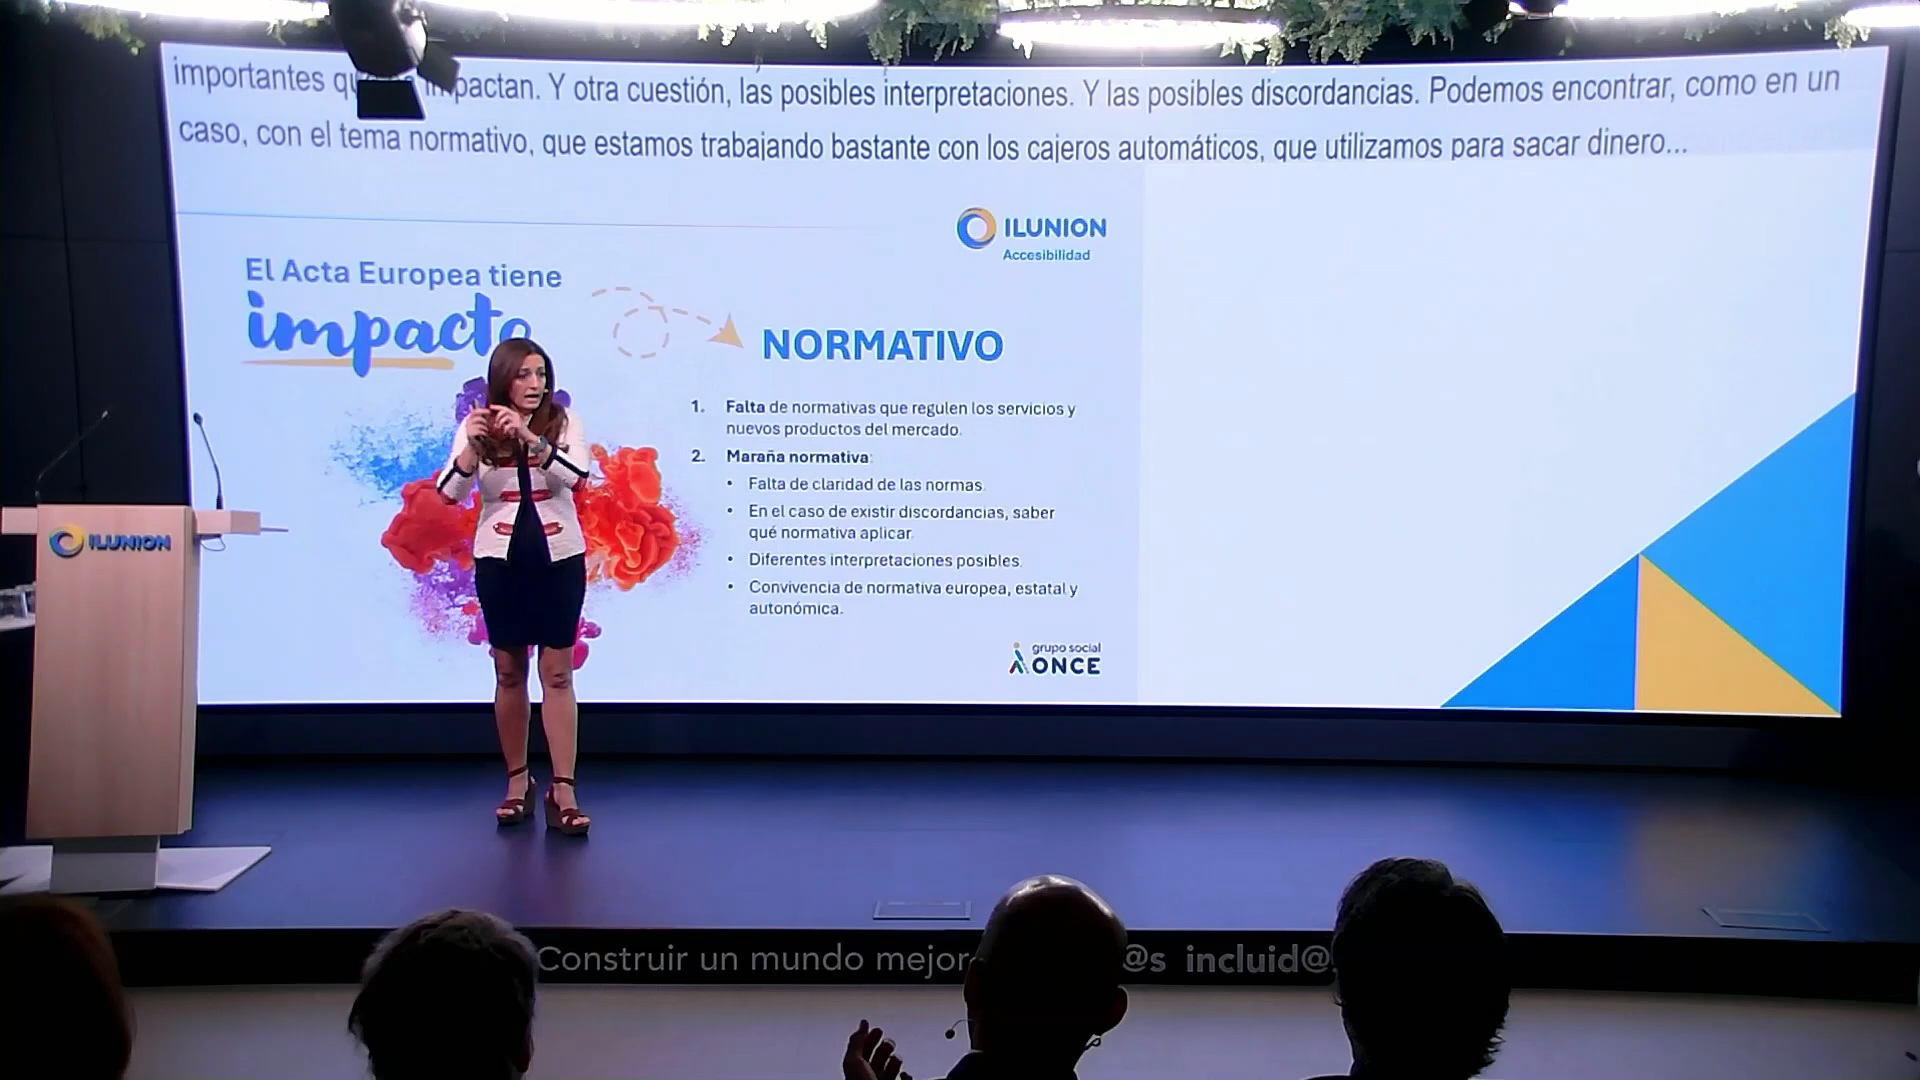 importantes pactan. Y otra cuestión, las posibles interpretaciones. Y las posibles discordancias. Podemos encontrar, como en un
caso, con el tema normativo, que estamos trabajando bastante con los cajeros automáticos, que utilizamos para sacar dinero...
ILUNION
Accesibilidad
El Acta Europea tiene
impacto
NORMATIVO
1. Falta de normativas que regulen los servicios y
nuevos productos del mercado.
2. Maraña normativa:
• Falta de claridad de las normas.
• En el caso de existir discordancias, saber
qué normativa aplicar.
• Diferentes interpretaciones posibles.
• Convivencia de normativa europea, estatal y
autonómica.
grupo social
ONCE
ILUNION
Construir un mundo mejor @s incluid@